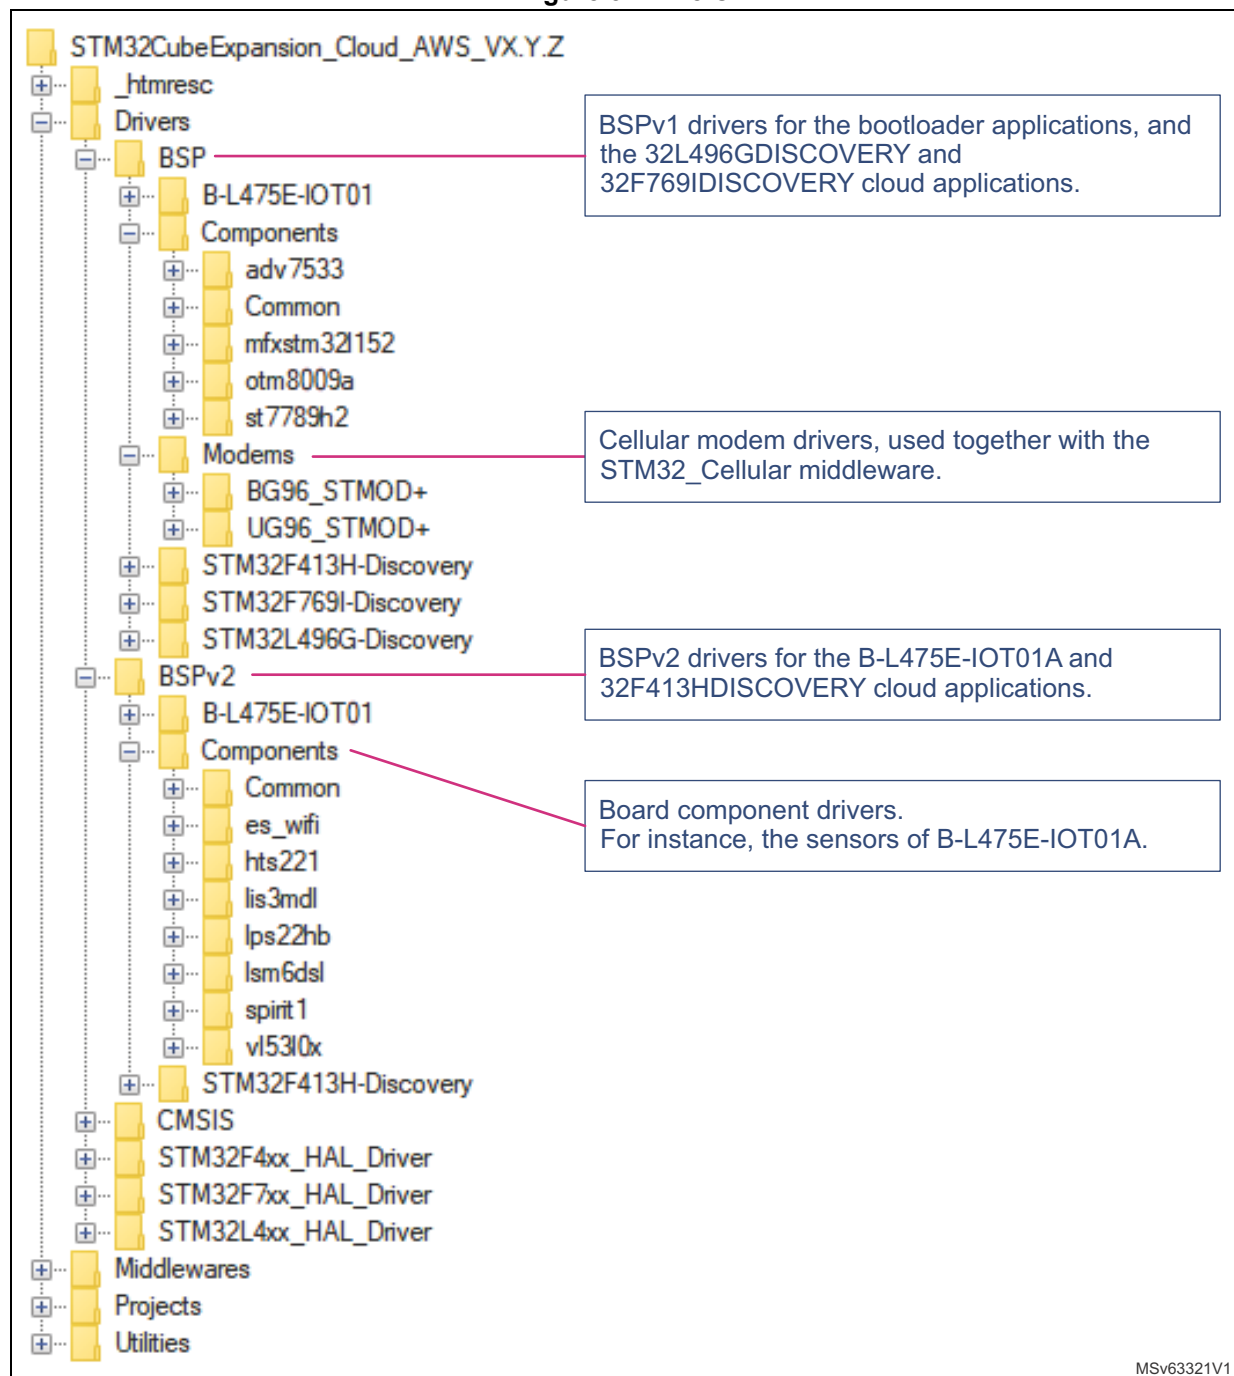 STM32CubeExpansion_Cloud_AWS_VX.Y.Z
_htmresc
Drivers
BSP
BSPv1 drivers for the bootloader applications, and
the 32L496GDISCOVERY and
32F769IDISCOVERY cloud applications.
B-L475E-IOT01
Components
adv7533
Common
mfxstm32l152
otm8009a
st7789h2
Modems
Cellular modem drivers, used together with the
STM32_Cellular middleware.
BG96_STMOD+
UG96_STMOD+
STM32F413H-Discovery
STM32F769I-Discovery
STM32L496G-Discovery
BSPv2
BSPv2 drivers for the B-L475E-IOT01A and
32F413HDISCOVERY cloud applications.
B-L475E-IOT01
Components
Common
es_wifi
hts221
lis3mdl
lps22hb
lsm6dsl
spirit1
vl53l0x
Board component drivers.
For instance, the sensors of B-L475E-IOT01A.
STM32F413H-Discovery
CMSIS
STM32F4xx_HAL_Driver
STM32F7xx_HAL_Driver
STM32L4xx_HAL_Driver
Middlewares
Projects
Utilities
MSv63321V1